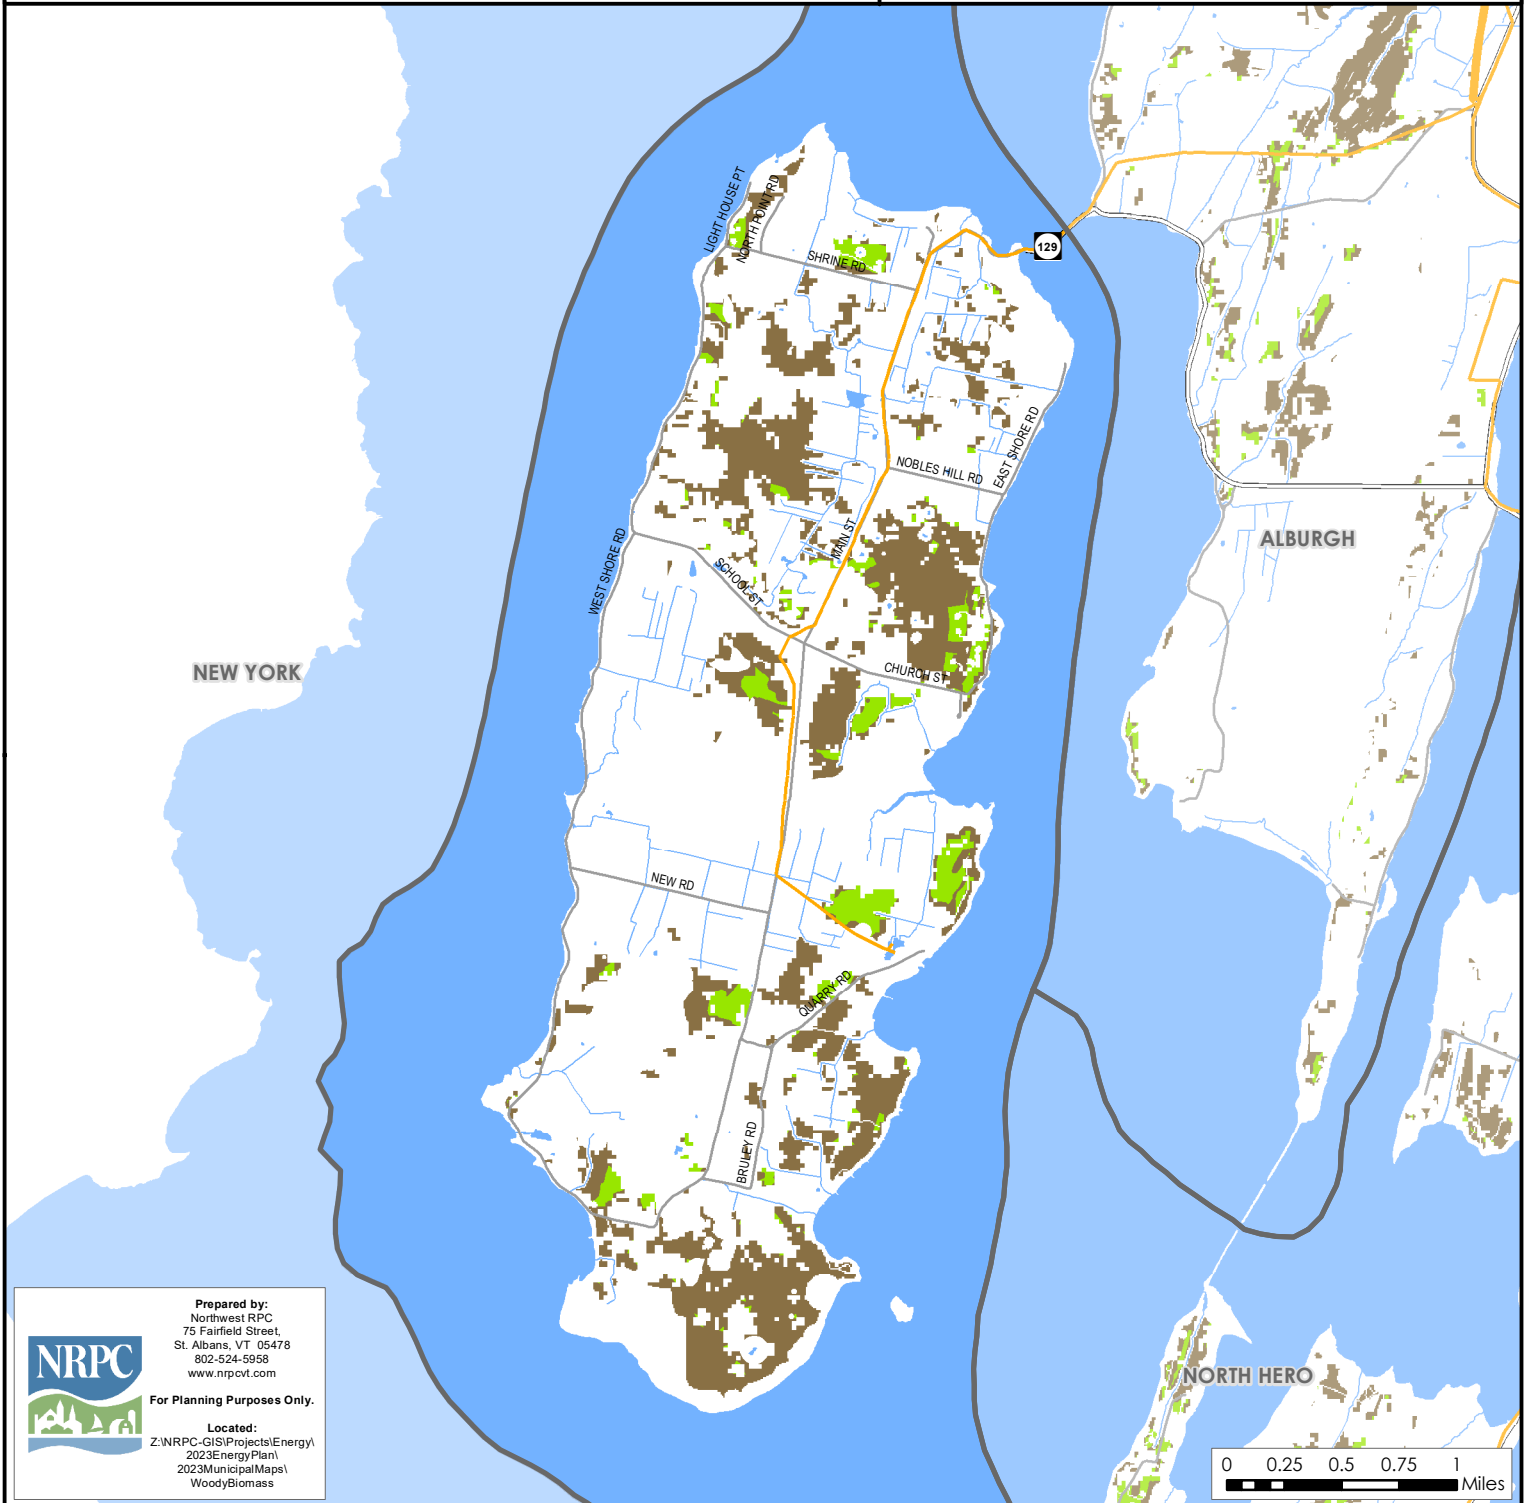 LIGHT HOUSE PT
NORTH POINT RD
SHRINE RD
129
EAST SHORE RD
NOBLES HILL RD
MAIN ST
ALBURGH
WEST SHORE RD
SCHOOL ST
NEW YORK
CHURCH ST
NEW RD
QUARRY RD
BRULEY RD
NORTH HERO
NRPC
Prepared by:
Northwest RPC
75 Fairfield Street,
St. Albans, VT 05478
802-524-5958
www.nrpcvt.com
For Planning Purposes Only.
Located:
Z:\NRPC-GIS\Projects\Energy\
2023EnergyPlan\
2023MunicipalMaps\
WoodyBiomass
0 0.25 0.5 0.75 1
Miles